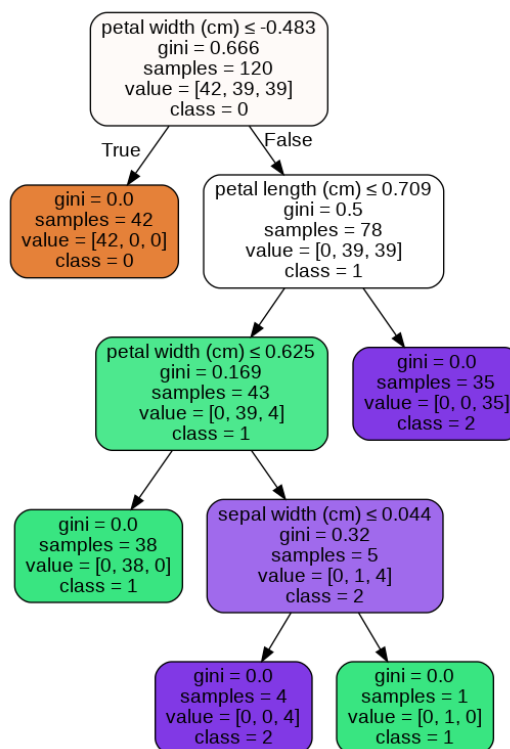 petal width (cm) ≤ -0.483
gini = 0.666
samples = 120
value = [42, 39, 39]
class = 0
True
False
gini = 0.0
samples = 42
value = [42, 0, 0]
class = 0
petal length (cm) ≤ 0.709
gini = 0.5
samples = 78
value = [0, 39, 39]
class = 1
petal width (cm) ≤ 0.625
gini = 0.169
samples = 43
value = [0, 39, 4]
class = 1
gini = 0.0
samples = 35
value = [0, 0, 35]
class = 2
gini = 0.0
samples = 38
value = [0, 38, 0]
class = 1
sepal width (cm) ≤ 0.044
gini = 0.32
samples = 5
value = [0, 1, 4]
class = 2
gini = 0.0
samples = 4
value = [0, 0, 4]
class = 2
gini = 0.0
samples = 1
value = [0, 1, 0]
class = 1